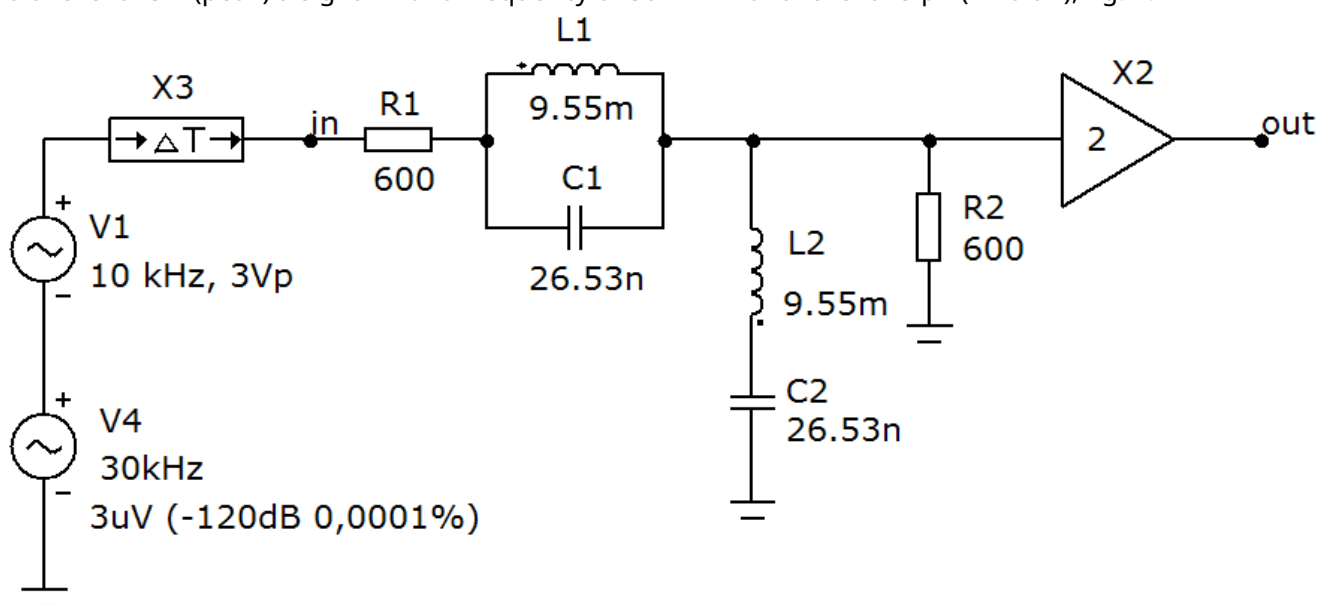 L1
9.55m
X3
ΔT
in
R1
600
C1
26.53n
X2
2
out
V1
10 kHz, 3Vp
+
−
L2
9.55m
R2
600
C2
26.53n
V4
30kHz
3uV (-120dB 0,0001%)
+
−